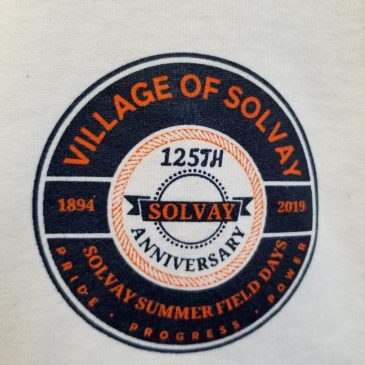 VILLAGE OF SOLVAY
125TH
1894
SOLVAY
2019
ANNIVERSARY
SOLVAY SUMMER FIELD DAYS
PRIDE · PROGRESS · POWER